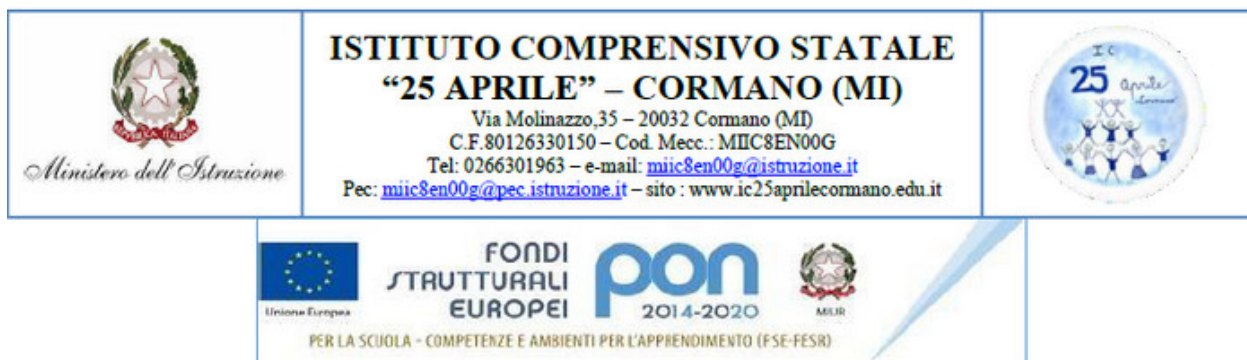 Ministero dell'Istruzione
ISTITUTO COMPRENSIVO STATALE
“25 APRILE” – CORMANO (MI)
Via Molinazzo,35 – 20032 Cormano (MI)
C.F.80126330150 – Cod. Mecc.: MIIC8EN00G
Tel: 0266301963 – e-mail: miic8en00g@istruzione.it
Pec: miic8en00g@pec.istruzione.it – sito : www.ic25aprilecormano.edu.it
I C
25 aprile
Cormano
Unione Europea
FONDI
STRUTTURALI
EUROPEI
pon
2014-2020
MIUR
PER LA SCUOLA - COMPETENZE E AMBIENTI PER L'APPRENDIMENTO (FSE-FESR)